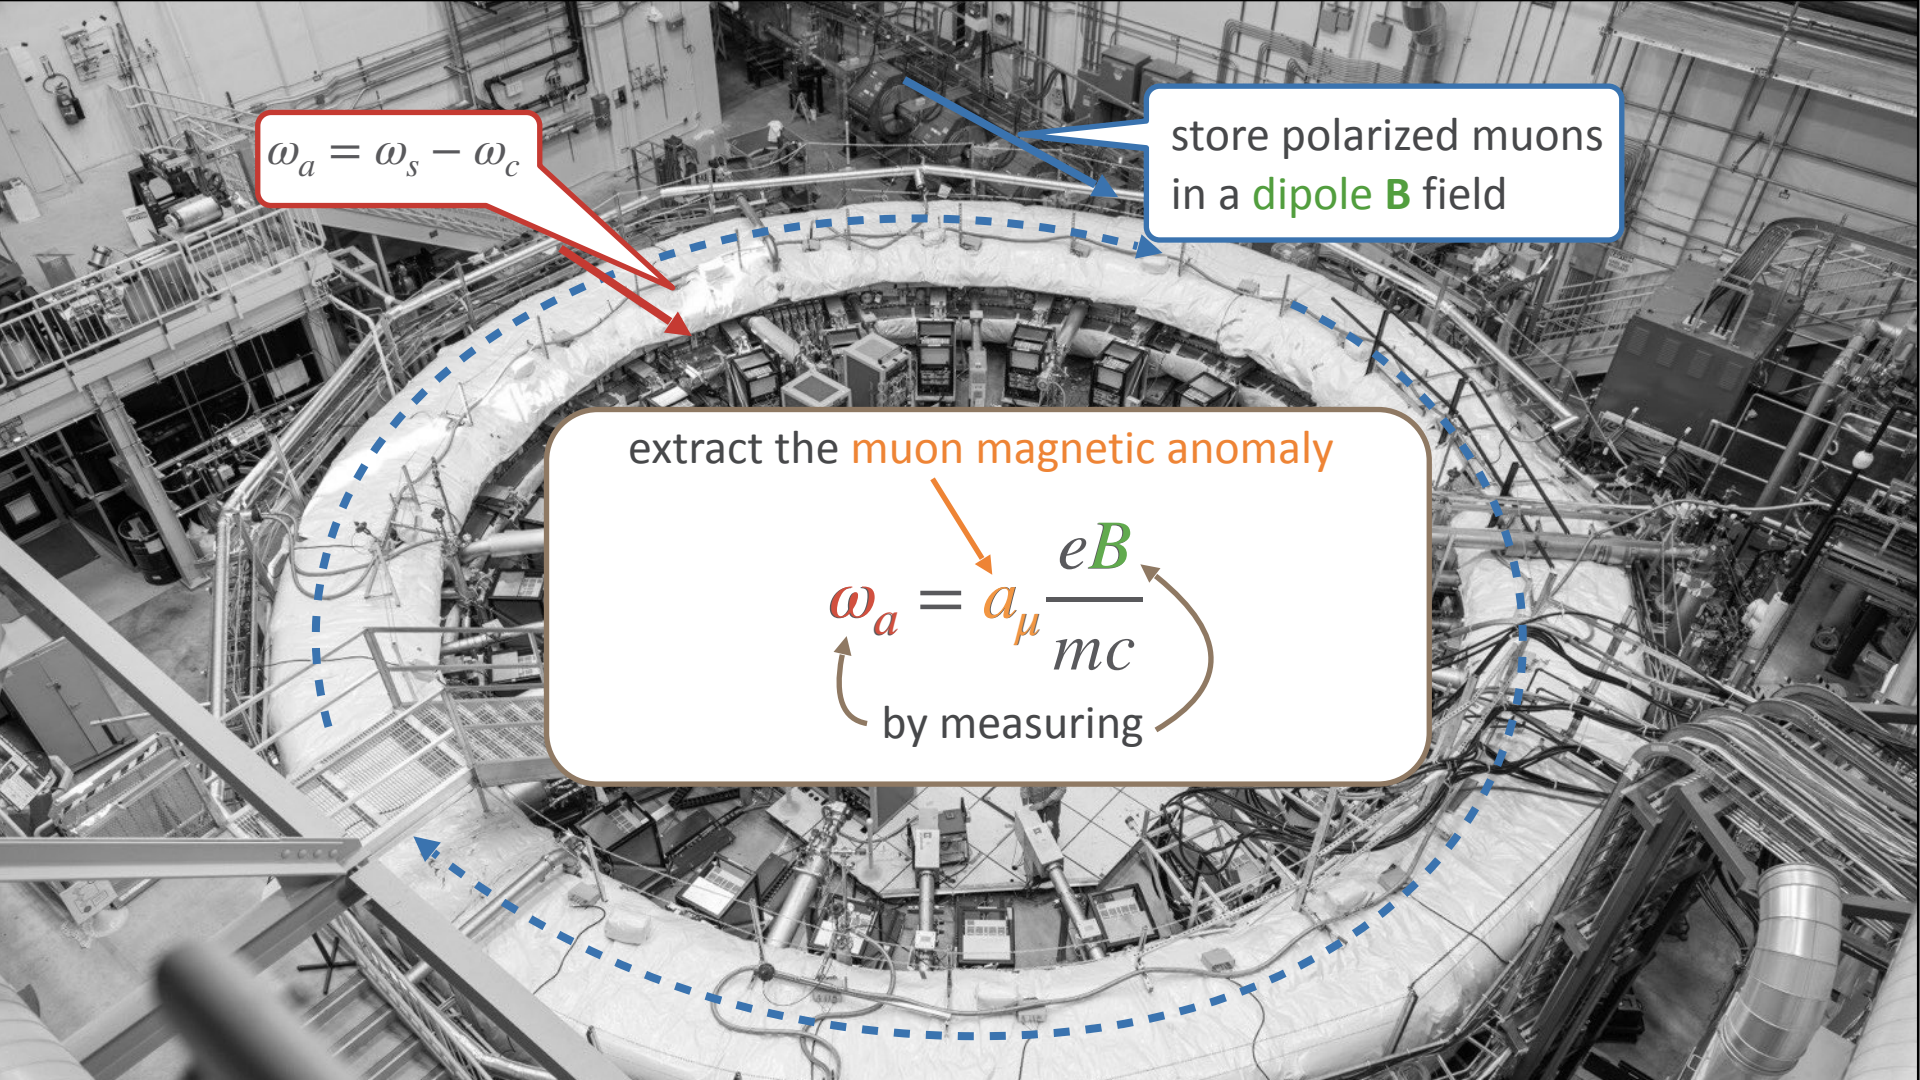 ω_a = ω_s − ω_c
store polarized muons
in a dipole B field
extract the muon magnetic anomaly
ω_a = a_μ eB/mc
by measuring